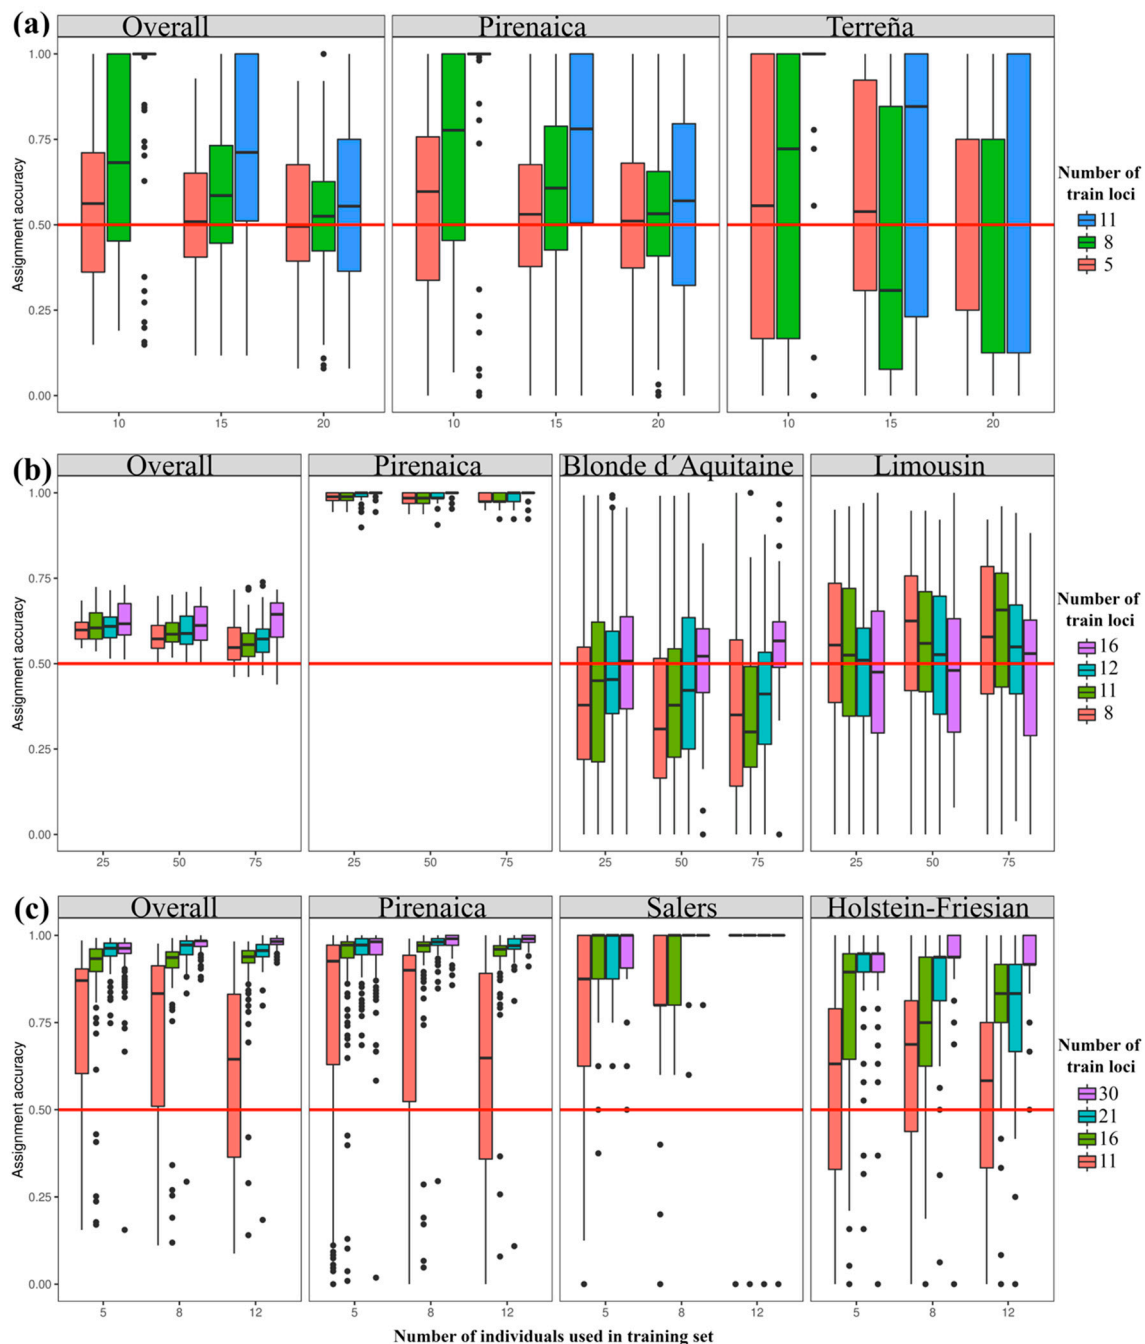 (a)
Overall
Pirenaica
Terreña
1.00
0.75
0.50
0.25
0.00
Assignment accuracy
10 15 20
10 15 20
10 15 20
Number of
train loci
11
8
5
(b)
Overall
Pirenaica
Blonde d´Aquitaine
Limousin
1.00
0.75
0.50
0.25
0.00
Assignment accuracy
25 50 75
25 50 75
25 50 75
25 50 75
Number of
train loci
16
12
11
8
(c)
Overall
Pirenaica
Salers
Holstein-Friesian
1.00
0.75
0.50
0.25
0.00
Assignment accuracy
5 8 12
5 8 12
5 8 12
5 8 12
Number of
train loci
30
21
16
11
Number of individuals used in training set